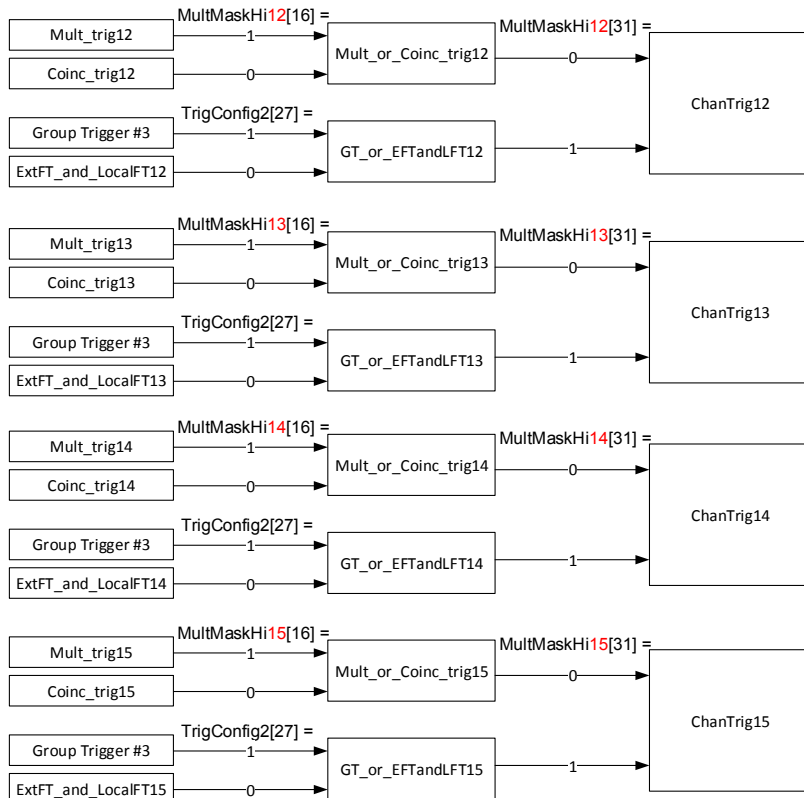 MultMaskHi12[16] =
Mult_trig12
1
Coinc_trig12
0
Mult_or_Coinc_trig12
MultMaskHi12[31] =
0
ChanTrig12
TrigConfig2[27] =
Group Trigger #3
1
ExtFT_and_LocalFT12
0
GT_or_EFTandLFT12
1
MultMaskHi13[16] =
Mult_trig13
1
Coinc_trig13
0
Mult_or_Coinc_trig13
MultMaskHi13[31] =
0
ChanTrig13
TrigConfig2[27] =
Group Trigger #3
1
ExtFT_and_LocalFT13
0
GT_or_EFTandLFT13
1
MultMaskHi14[16] =
Mult_trig14
1
Coinc_trig14
0
Mult_or_Coinc_trig14
MultMaskHi14[31] =
0
ChanTrig14
TrigConfig2[27] =
Group Trigger #3
1
ExtFT_and_LocalFT14
0
GT_or_EFTandLFT14
1
MultMaskHi15[16] =
Mult_trig15
1
Coinc_trig15
0
Mult_or_Coinc_trig15
MultMaskHi15[31] =
0
ChanTrig15
TrigConfig2[27] =
Group Trigger #3
1
ExtFT_and_LocalFT15
0
GT_or_EFTandLFT15
1